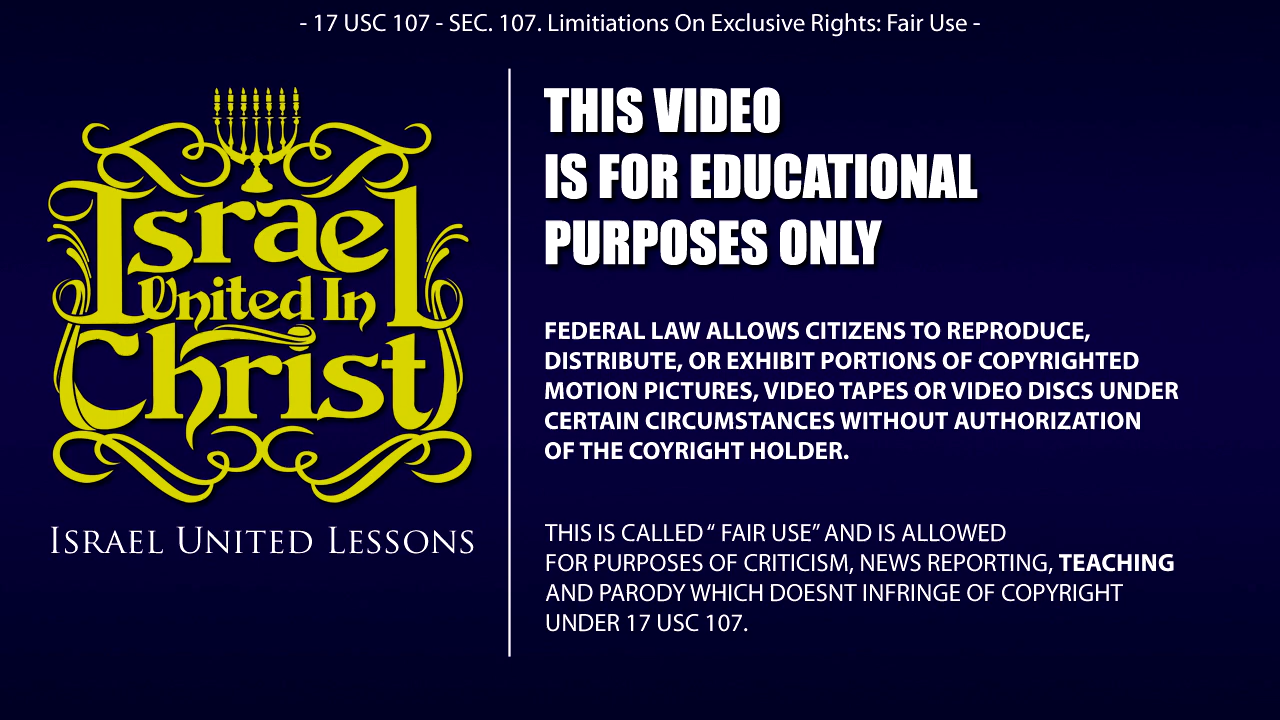 - 17 USC 107 - SEC. 107. Limitiations On Exclusive Rights: Fair Use -
Israel
United In
Christ
ISRAEL UNITED LESSONS
THIS VIDEO
IS FOR EDUCATIONAL
PURPOSES ONLY
FEDERAL LAW ALLOWS CITIZENS TO REPRODUCE,
DISTRIBUTE, OR EXHIBIT PORTIONS OF COPYRIGHTED
MOTION PICTURES, VIDEO TAPES OR VIDEO DISCS UNDER
CERTAIN CIRCUMSTANCES WITHOUT AUTHORIZATION
OF THE COYRIGHT HOLDER.
THIS IS CALLED “ FAIR USE” AND IS ALLOWED
FOR PURPOSES OF CRITICISM, NEWS REPORTING, TEACHING
AND PARODY WHICH DOESNT INFRINGE OF COPYRIGHT
UNDER 17 USC 107.